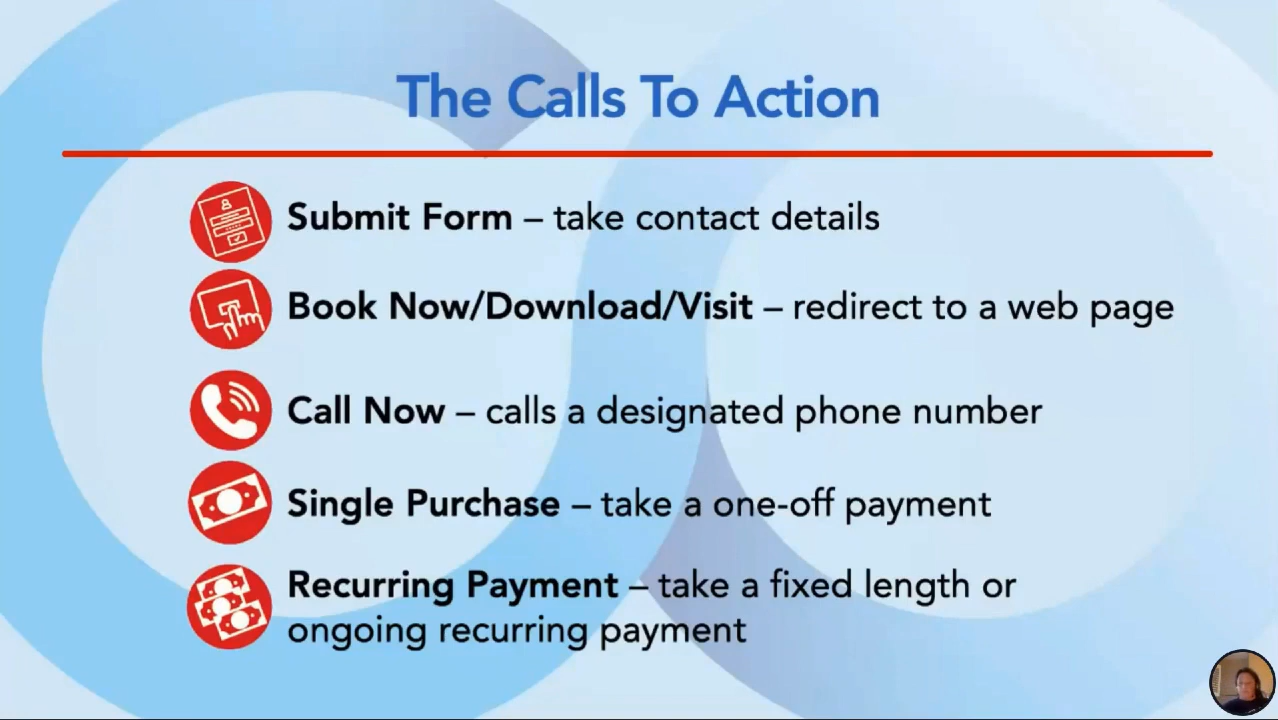 The Calls To Action
Submit Form – take contact details
Book Now/Download/Visit – redirect to a web page
Call Now – calls a designated phone number
Single Purchase – take a one-off payment
Recurring Payment – take a fixed length or
ongoing recurring payment